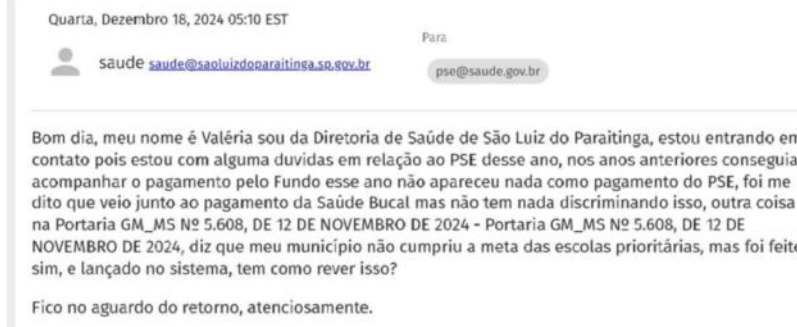 Quarta, Dezembro 18, 2024 05:10 EST
Para
saude saude@saoluizdoparaitinga.sp.gov.br
pse@saude.gov.br
Bom dia, meu nome é Valéria sou da Diretoria de Saúde de São Luiz do Paraitinga, estou entrando em
contato pois estou com alguma duvidas em relação ao PSE desse ano, nos anos anteriores conseguia
acompanhar o pagamento pelo Fundo esse ano não apareceu nada como pagamento do PSE, foi me
dito que veio junto ao pagamento da Saúde Bucal mas não tem nada discriminando isso, outra coisa
na Portaria GM_MS Nº 5.608, DE 12 DE NOVEMBRO DE 2024 - Portaria GM_MS Nº 5.608, DE 12 DE
NOVEMBRO DE 2024, diz que meu município não cumpriu a meta das escolas prioritárias, mas foi feito
sim, e lançado no sistema, tem como rever isso?
Fico no aguardo do retorno, atenciosamente.